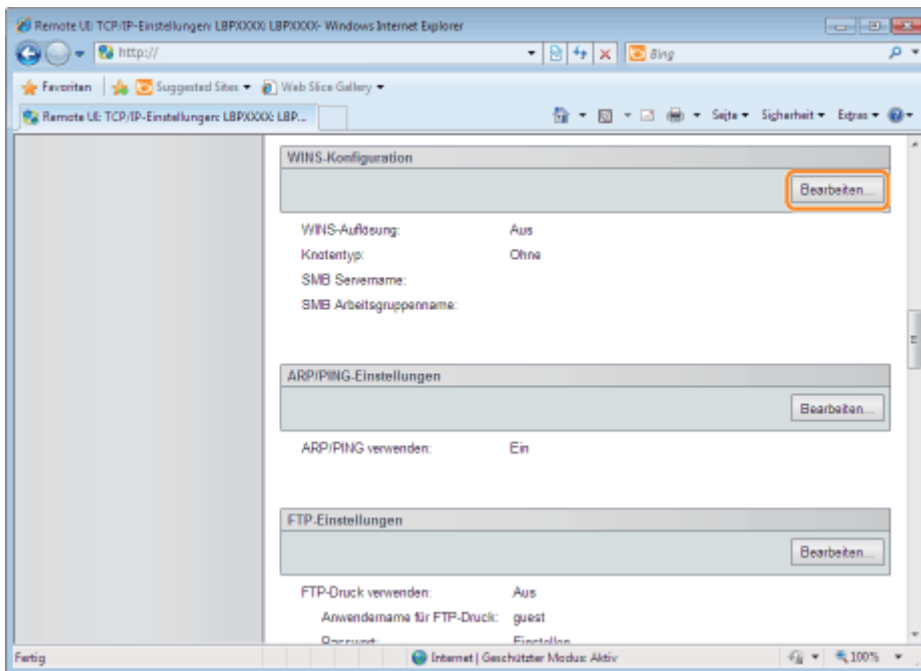 Remote UI: TCP/IP-Einstellungen: LBPXXXX: LBPXXXX- Windows Internet Explorer
http://
Bing
Favoriten Suggested Sites Web Slice Gallery
Remote UI: TCP/IP-Einstellungen: LBPXXXX: LBP... Seite Sicherheit Extras
WINS-Konfiguration
Bearbeiten...
WINS-Auflösung: Aus
Knotentyp: Ohne
SMB Servername:
SMB Arbeitsgruppenname:
ARP/PING-Einstellungen
Bearbeiten...
ARP/PING verwenden: Ein
FTP-Einstellungen
Bearbeiten...
FTP-Druck verwenden: Aus
Anwendername für FTP-Druck: guest
Passwort: Einstellen
Fertig Internet | Geschützter Modus: Aktiv 100%